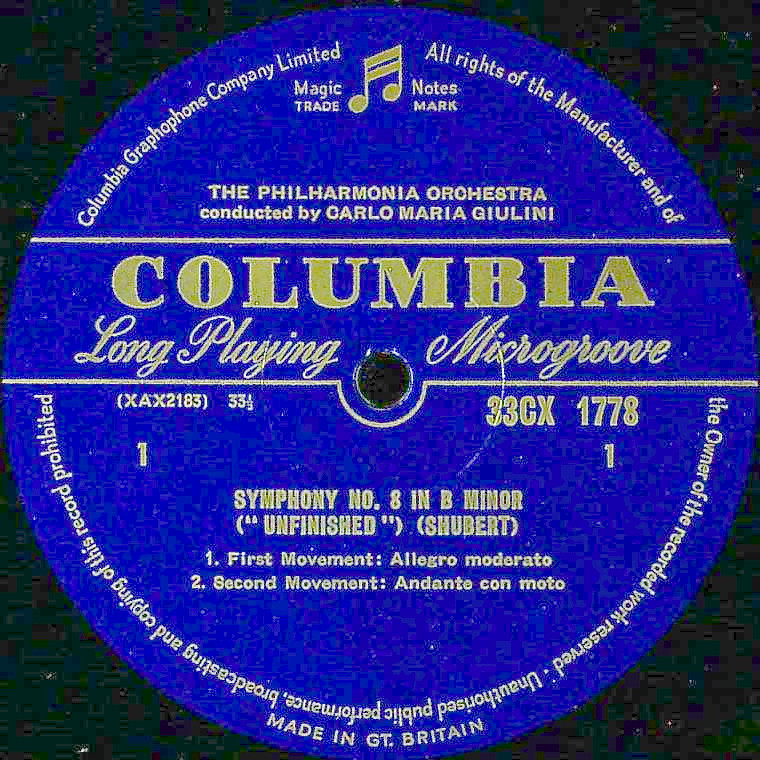 Columbia Graphophone Company Limited
All rights of the Manufacturer and of
the Owner of the recorded work reserved · Unauthorised public performance, broadcasting and copying of this record prohibited
Magic Notes
TRADE MARK
THE PHILHARMONIA ORCHESTRA
conducted by CARLO MARIA GIULINI
COLUMBIA
Long Playing Microgroove
(XAX2183) 33⅓
33CX 1778
1 1
SYMPHONY NO. 8 IN B MINOR
("UNFINISHED") (SHUBERT)
1. First Movement: Allegro moderato
2. Second Movement: Andante con moto
MADE IN GT. BRITAIN